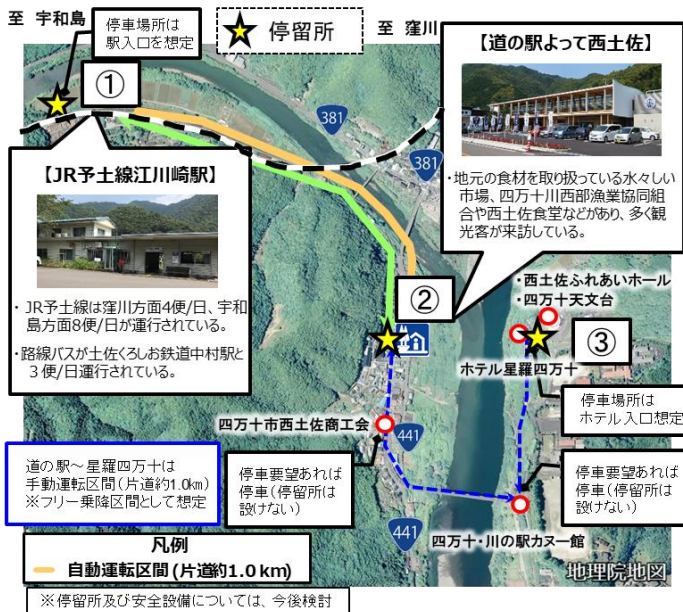 至 宇和島
停車場所は
駅入口を想定
停留所
至 窪川
①
381
381
【道の駅よって西土佐】
・地元の食材を取り扱っている水々しい
市場、四万十川西部漁業協同組
合や西土佐食堂などがあり、多く観
光客が来訪している。
【JR予土線江川崎駅】
・ JR予土線は窪川方面4便/日、宇和
島方面8便/日が運行されている。
・路線バスが土佐くろしお鉄道中村駅と
３便/日運行されている。
②
・西土佐ふれあいホール
・四万十天文台
③
ホテル星羅四万十
停車場所は
ホテル入口想定
四万十市西土佐商工会
441
道の駅～星羅四万十は
手動運転区間(片道約1.0km)
※フリー乗降区間として想定
停車要望あれば
停車(停留所は
設けない)
停車要望あれば
停車(停留所は
設けない)
441
四万十・川の駅カヌー館
凡例
自動運転区間 (片道約1.0 km)
地理院地図
※停留所及び安全設備については、今後検討